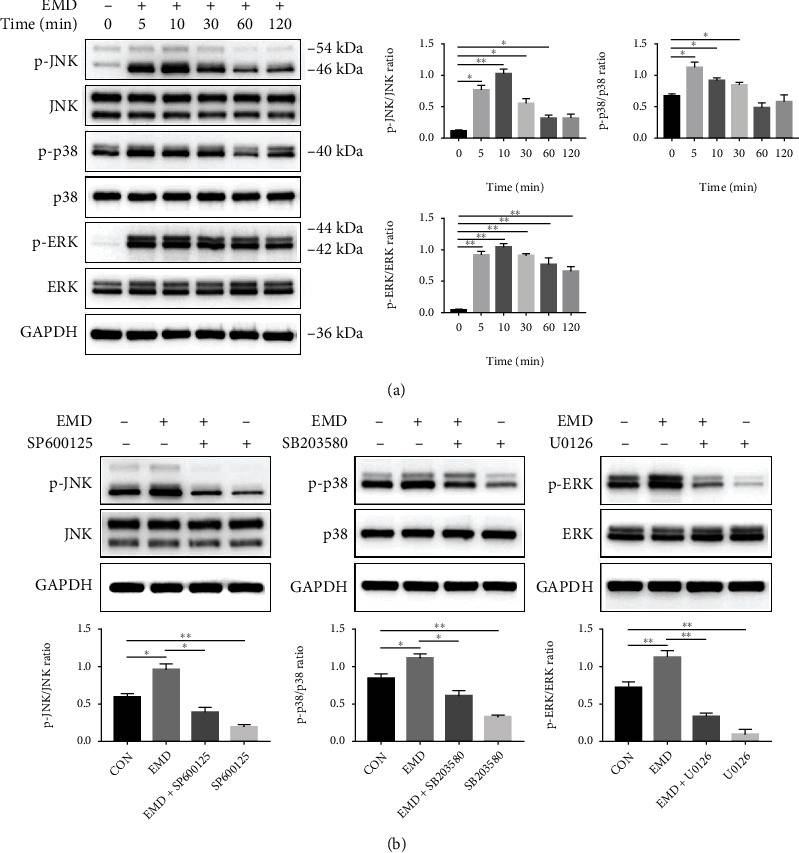 EMD – + + + + +
Time (min) 0 5 10 30 60 120
p-JNK –54 kDa
–46 kDa
JNK
p-p38 –40 kDa
p38
p-ERK –44 kDa
–42 kDa
ERK
GAPDH –36 kDa
p-JNK/JNK ratio
1.5
1.0
0.5
0.0
*
**
*
*
0 5 10 30 60 120
Time (min)
p-p38/p38 ratio
1.5
1.0
0.5
0.0
*
*
*
0 5 10 30 60 120
Time (min)
p-ERK/ERK ratio
1.5
1.0
0.5
0.0
**
**
**
**
**
0 5 10 30 60 120
Time (min)
(a)
EMD – + + –
SP600125 – – + +
p-JNK
JNK
GAPDH
p-JNK/JNK ratio
1.5
1.0
0.5
0.0
**
* *
CON EMD EMD + SP600125 SP600125
EMD – + + –
SB203580 – – + +
p-p38
p38
GAPDH
p-p38/p38 ratio
1.5
1.0
0.5
0.0
**
* *
CON EMD EMD + SB203580 SB203580
EMD – + + –
U0126 – – + +
p-ERK
ERK
GAPDH
p-ERK/ERK ratio
1.5
1.0
0.5
0.0
**
** **
CON EMD EMD + U0126 U0126
(b)